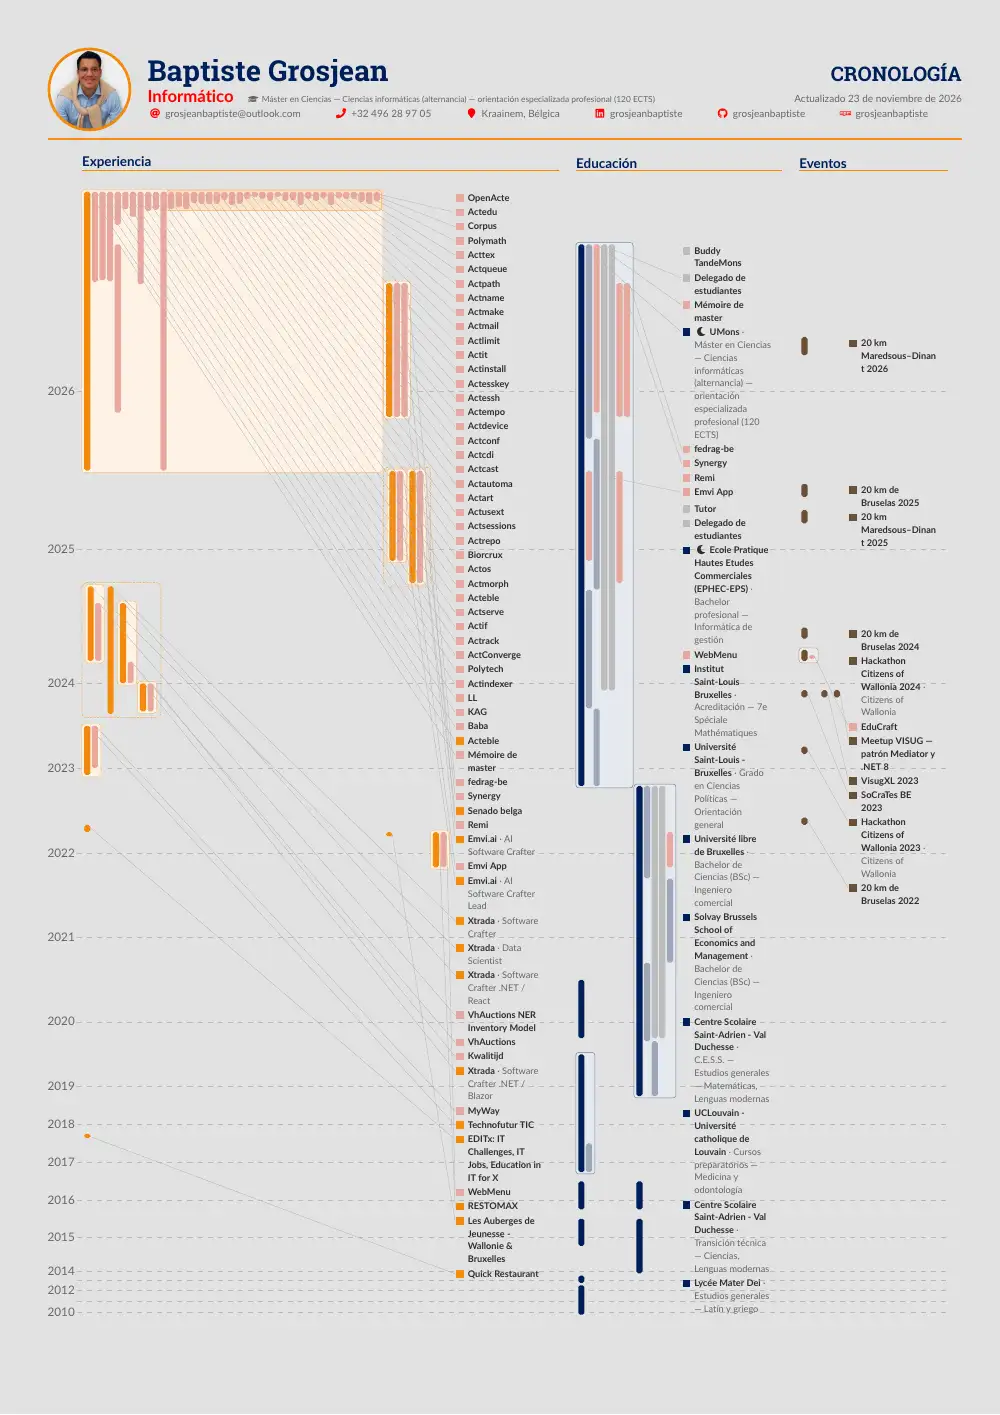 Baptiste Grosjean
CRONOLOGÍA
Informático
Máster en Ciencias — Ciencias informáticas (alternancia) — orientación especializada profesional (120 ECTS)
Actualizado 23 de noviembre de 2026
grosjeanbaptiste@outlook.com
+32 496 28 97 05
Kraainem, Bélgica
grosjeanbaptiste
grosjeanbaptiste
grosjeanbaptiste
Experiencia
2026
2025
2024
2023
2022
2021
2020
2019
2018
2017
2016
2015
2014
2012
2010
OpenActe
Actedu
Corpus
Polymath
Acttex
Actqueue
Actpath
Actname
Actmake
Actmail
Actlimit
Actit
Actinstall
Actesskey
Actessh
Actempo
Actdevice
Actconf
Actcdi
Actcast
Actautoma
Actart
Actusext
Actsessions
Actrepo
Biorcrux
Actos
Actmorph
Acteble
Actserve
Actif
Actrack
ActConverge
Polytech
Actindexer
LL
KAG
Baba
Acteble
Mémoire de
master
fedrag-be
Synergy
Senado belga
Remi
Emvi.ai · AI
Software Crafter
Emvi App
Emvi.ai · AI
Software Crafter
Lead
Xtrada · Software
Crafter
Xtrada · Data
Scientist
Xtrada · Software
Crafter .NET /
React
VhAuctions NER
Inventory Model
VhAuctions
Kwalitijd
Xtrada · Software
Crafter .NET /
Blazor
MyWay
Technofutur TIC
EDITx: IT
Challenges, IT
Jobs, Education in
IT for X
WebMenu
RESTOMAX
Les Auberges de
Jeunesse -
Wallonie &
Bruxelles
Quick Restaurant
Educación
Buddy
TandeMons
Delegado de
estudiantes
Mémoire de
master
UMons ·
Máster en Ciencias
— Ciencias
informáticas
(alternancia) —
orientación
especializada
profesional (120
ECTS)
fedrag-be
Synergy
Remi
Emvi App
Tutor
Delegado de
estudiantes
Ecole Pratique
Hautes Etudes
Commerciales
(EPHEC-EPS) ·
Bachelor
profesional —
Informática de
gestión
WebMenu
Institut
Saint-Louis
Bruxelles ·
Acreditación — 7e
Spéciale
Mathématiques
Université
Saint-Louis -
Bruxelles · Grado
en Ciencias
Políticas —
Orientación
general
Université libre
de Bruxelles ·
Bachelor de
Ciencias (BSc) —
Ingeniero
comercial
Solvay Brussels
School of
Economics and
Management ·
Bachelor de
Ciencias (BSc) —
Ingeniero
comercial
Centre Scolaire
Saint-Adrien - Val
Duchesse ·
C.E.S.S. —
Estudios generales
— Matemáticas,
Lenguas modernas
UCLouvain -
Université
catholique de
Louvain · Cursos
preparatorios —
Medicina y
odontología
Centre Scolaire
Saint-Adrien - Val
Duchesse ·
Transición técnica
— Ciencias,
Lenguas modernas
Lycée Mater Dei ·
Estudios generales
— Latín y griego
Eventos
20 km
Maredsous–Dinan
t 2026
20 km de
Bruselas 2025
20 km
Maredsous–Dinan
t 2025
20 km de
Bruselas 2024
Hackathon
Citizens of
Wallonia 2024 ·
Citizens of
Wallonia
EduCraft
Meetup VISUG —
patrón Mediator y
.NET 8
VisugXL 2023
SoCraTes BE
2023
Hackathon
Citizens of
Wallonia 2023 ·
Citizens of
Wallonia
20 km de
Bruselas 2022